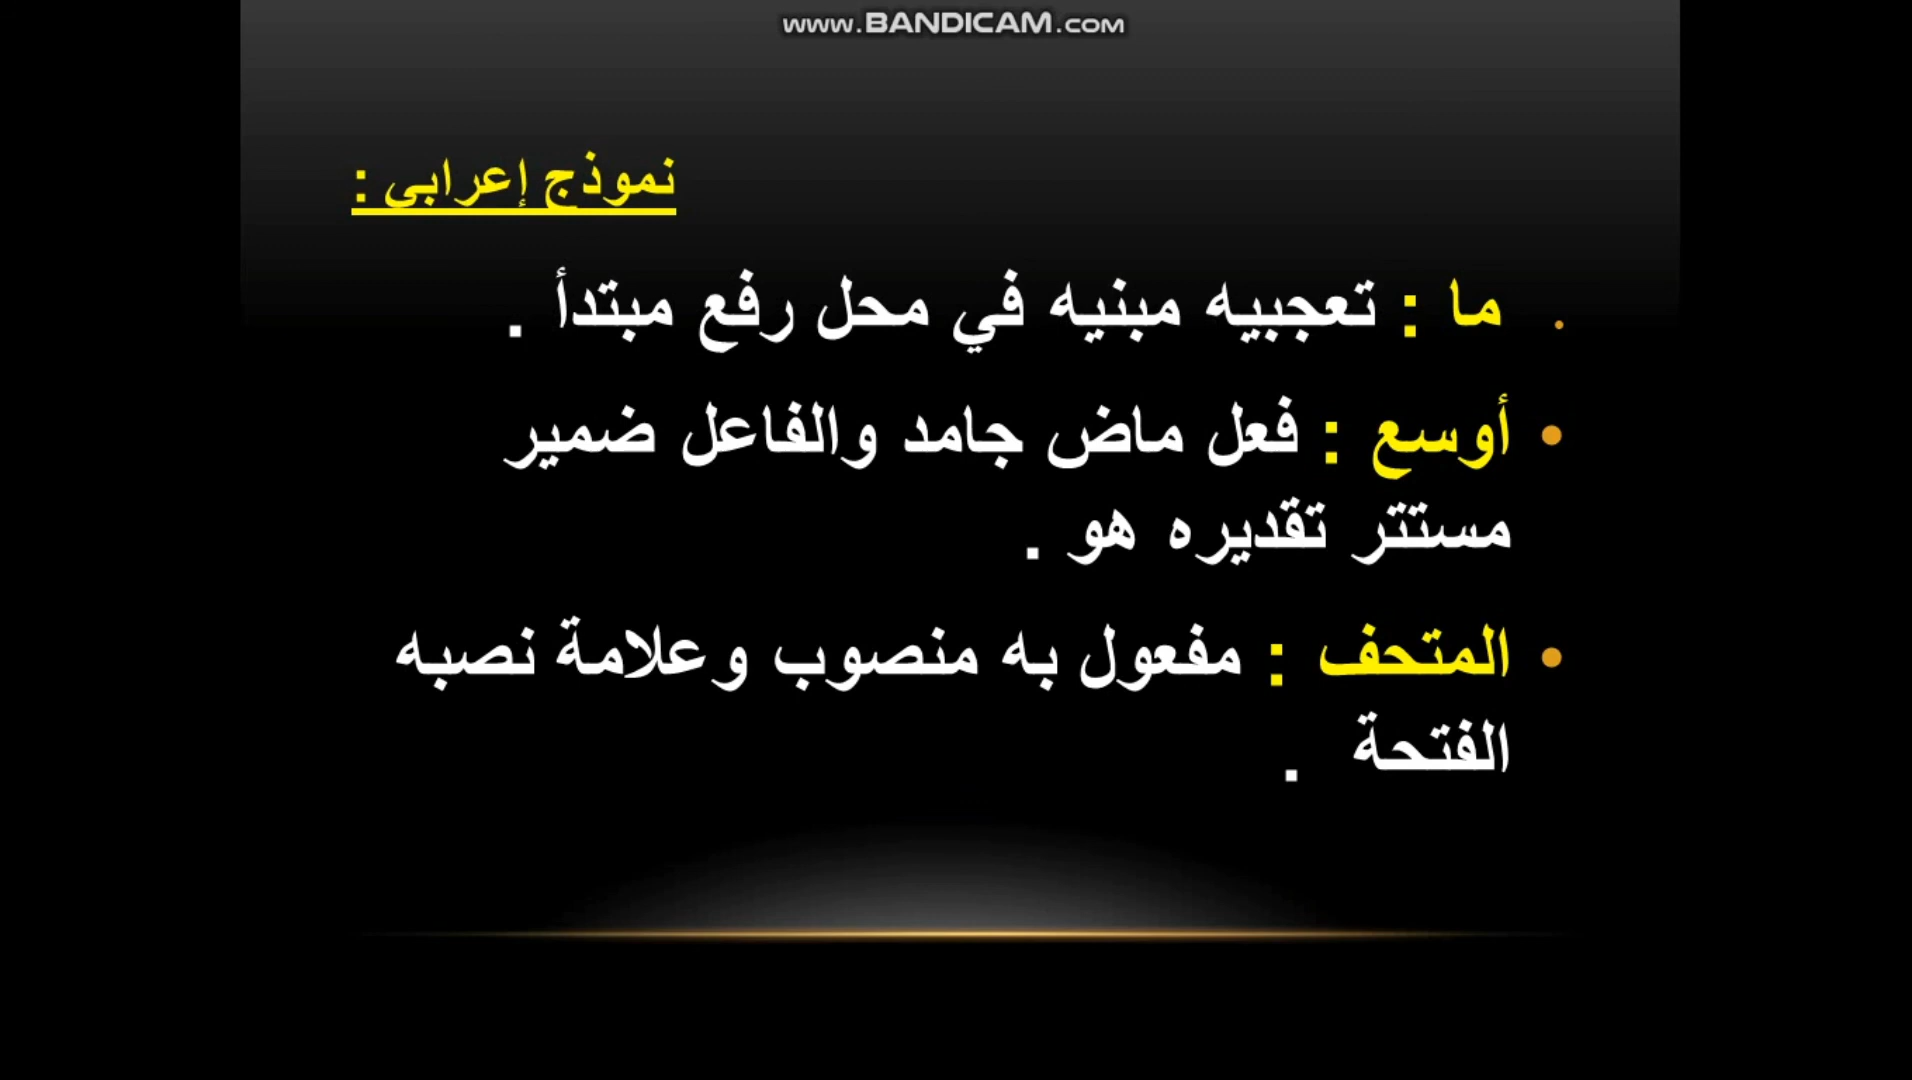 www.BANDICAM.COM
نموذج إعرابي :
ما : تعجبيه مبنيه في محل رفع مبتدأ .
أوسع : فعل ماض جامد والفاعل ضمير
مستتر تقديره هو .
المتحف : مفعول به منصوب وعلامة نصبه
الفتحة .